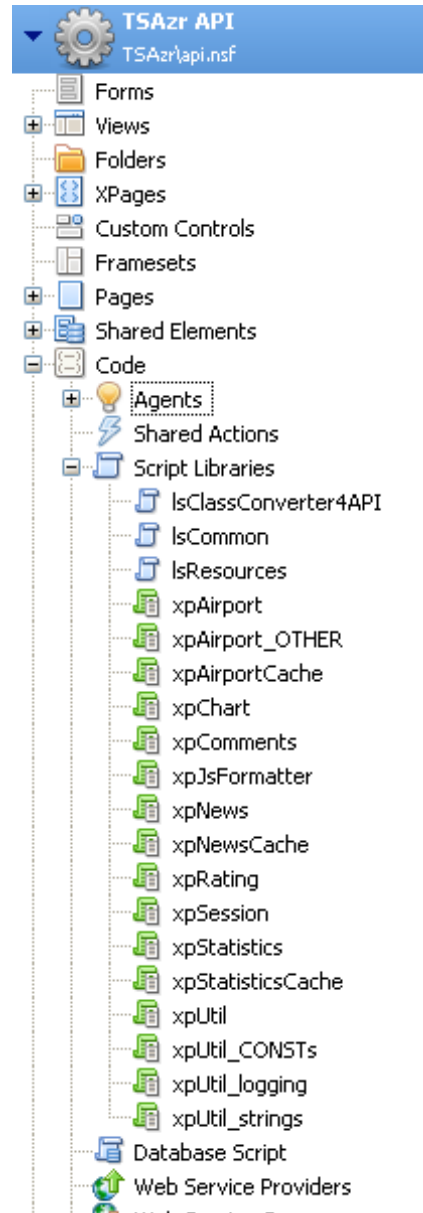 TSAzr API
TSAzr\api.nsf
Forms
Views
Folders
XPages
Custom Controls
Framesets
Pages
Shared Elements
Code
Agents
Shared Actions
Script Libraries
lsClassConverter4API
lsCommon
lsResources
xpAirport
xpAirport_OTHER
xpAirportCache
xpChart
xpComments
xpJsFormatter
xpNews
xpNewsCache
xpRating
xpSession
xpStatistics
xpStatisticsCache
xpUtil
xpUtil_CONSTs
xpUtil_logging
xpUtil_strings
Database Script
Web Service Providers